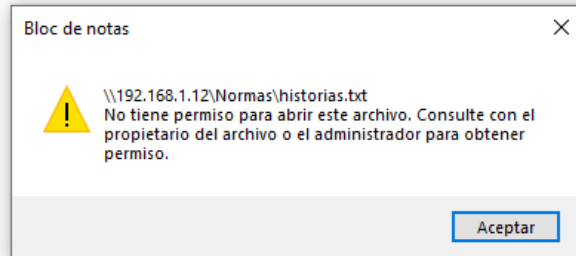 Bloc de notas
\\192.168.1.12\Normas\historias.txt
No tiene permiso para abrir este archivo. Consulte con el
propietario del archivo o el administrador para obtener
permiso.
Aceptar